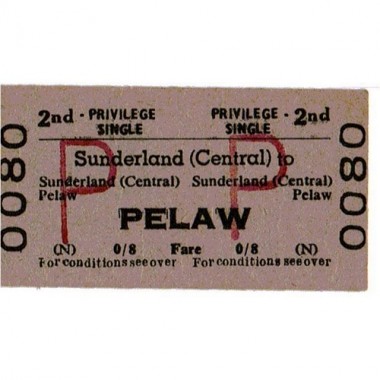 2nd - PRIVILEGE SINGLE PRIVILEGE SINGLE - 2nd
Sunderland (Central) to
Sunderland (Central) Sunderland (Central)
Pelaw Pelaw
PELAW
(N) 0/8 Fare 0/8 (N)
For conditions see over For conditions see over
P P
0080 0080